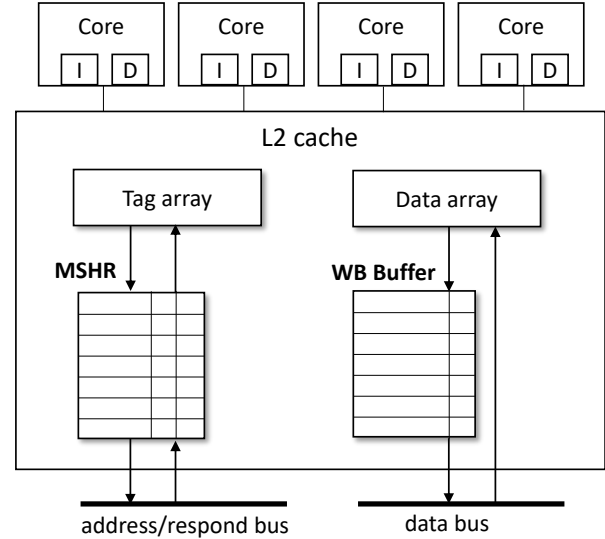 Core Core Core Core
I D I D I D I D
L2 cache
Tag array Data array
MSHR WB Buffer
address/respond bus data bus